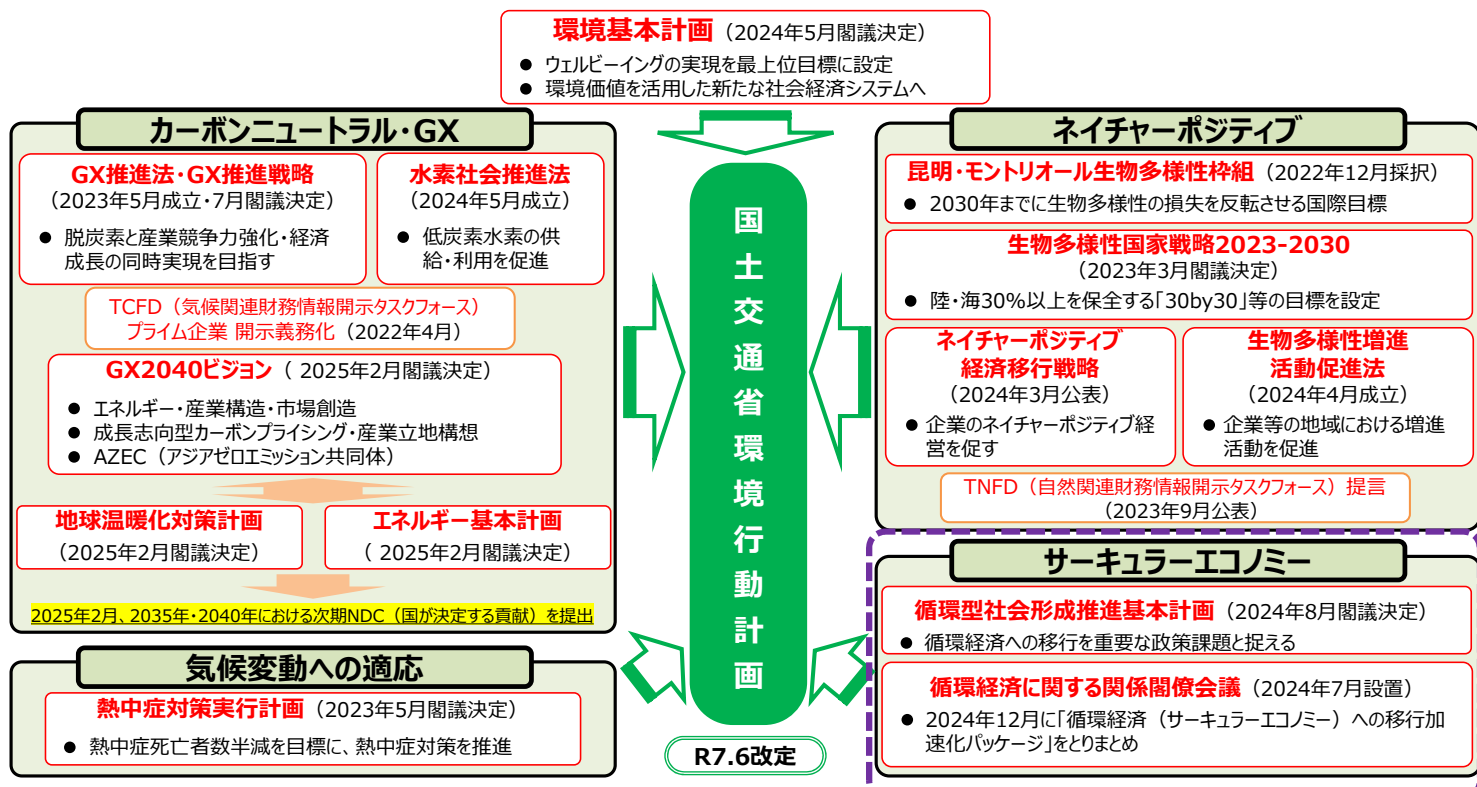 環境基本計画（2024年5月閣議決定）
● ウェルビーイングの実現を最上位目標に設定
● 環境価値を活用した新たな社会経済システムへ
カーボンニュートラル・GX
GX推進法・GX推進戦略
（2023年5月成立・7月閣議決定）
● 脱炭素と産業競争力強化・経済
成長の同時実現を目指す
水素社会推進法
（2024年5月成立）
● 低炭素水素の供
給・利用を促進
TCFD（気候関連財務情報開示タスクフォース）
プライム企業 開示義務化（2022年4月）
GX2040ビジョン（ 2025年2月閣議決定）
● エネルギー・産業構造・市場創造
● 成長志向型カーボンプライシング・産業立地構想
● AZEC（アジアゼロエミッション共同体）
地球温暖化対策計画
（2025年2月閣議決定）
エネルギー基本計画
（ 2025年2月閣議決定）
2025年2月、2035年・2040年における次期NDC（国が決定する貢献）を提出
気候変動への適応
熱中症対策実行計画（2023年5月閣議決定）
● 熱中症死亡者数半減を目標に、熱中症対策を推進
国土交通省環境行動計画
R7.6改定
ネイチャーポジティブ
昆明・モントリオール生物多様性枠組（2022年12月採択）
● 2030年までに生物多様性の損失を反転させる国際目標
生物多様性国家戦略2023-2030
（2023年3月閣議決定）
● 陸・海30%以上を保全する「30by30」等の目標を設定
ネイチャーポジティブ
経済移行戦略
（2024年3月公表）
● 企業のネイチャーポジティブ経
営を促す
生物多様性増進
活動促進法
（2024年4月成立）
● 企業等の地域における増進
活動を促進
TNFD（自然関連財務情報開示タスクフォース）提言
（2023年9月公表）
サーキュラーエコノミー
循環型社会形成推進基本計画（2024年8月閣議決定）
● 循環経済への移行を重要な政策課題と捉える
循環経済に関する関係閣僚会議（2024年7月設置）
● 2024年12月に「循環経済（サーキュラーエコノミー）への移行加
速化パッケージ」をとりまとめ